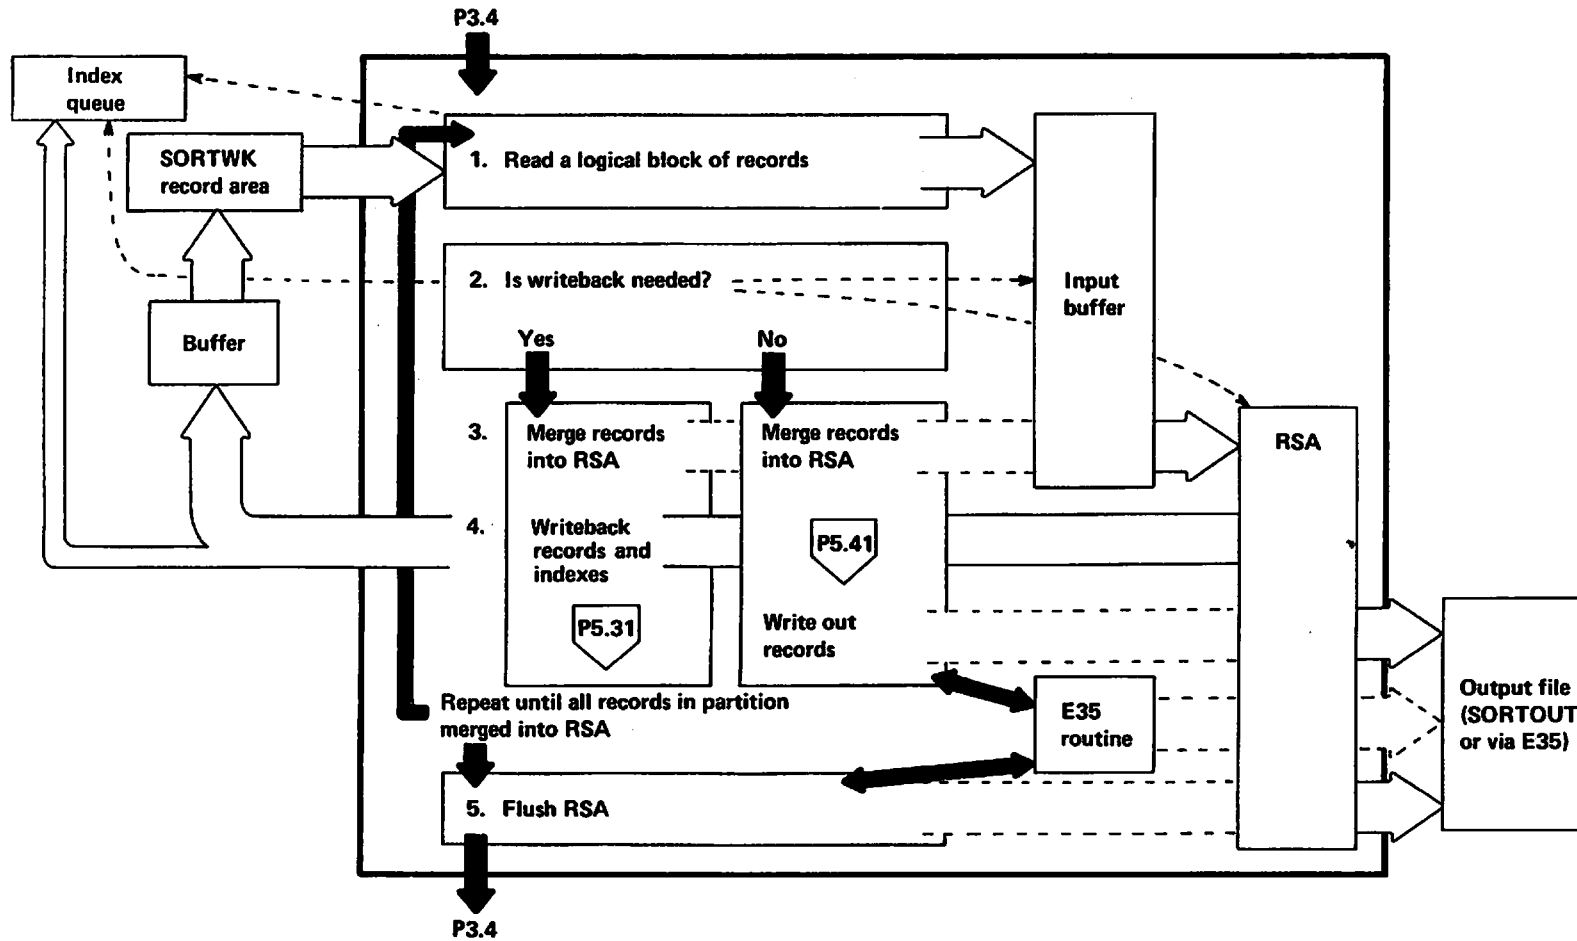 P3.4
Index
queue
SORTWK
record area
1. Read a logical block of records
2. Is writeback needed?
Input
buffer
Buffer
Yes
No
3.
Merge records
into RSA
Merge records
into RSA
RSA
4.
Writeback
records and
indexes
P5.41
P5.31
Write out
records
Repeat until all records in partition
merged into RSA
E35
routine
Output file
(SORTOUT
or via E35)
5. Flush RSA
P3.4